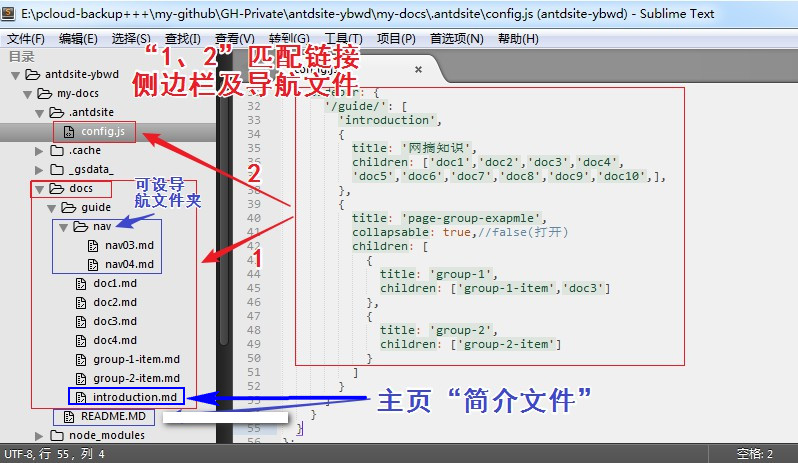 E:\pcloud-backup+++\my-github\GH-Private\antdsite-ybwd\my-docs\.antdsite\config.js (antdsite-ybwd) - Sublime Text
文件(F) 编辑(E) 选择(S) 查找(I) 查看(V) 转到(G) 工具(T) 项目(P) 首选项(N) 帮助(H)
目录
antdsite-ybwd
my-docs
.antdsite
config.js
.cache
_gsdata_
docs
guide
nav
nav03.md
nav04.md
doc1.md
doc2.md
doc3.md
doc4.md
group-1-item.md
group-2-item.md
introduction.md
README.MD
node_modules
“1、2”匹配链接
侧边栏及导航文件
可设导
航文件夹
2
1
32 '/guide/': [
33 'introduction',
34 {
35 title: '网摘知识',
36 children: ['doc1','doc2','doc3','doc4',
37 'doc5','doc6','doc7','doc8','doc9','doc10',],
38 },
39 {
40 title: 'page-group-exapmle',
41 collapsable: true,//false(打开)
42 children: [
43 {
44 title: 'group-1',
45 children: ['group-1-item','doc3']
46 },
47 {
48 title: 'group-2',
49 children: ['group-2-item']
50 }
51 ]
52 }
53 ]
}
55 }
};
主页“简介文件”
UTF-8, 行 55, 列 4
空格: 2